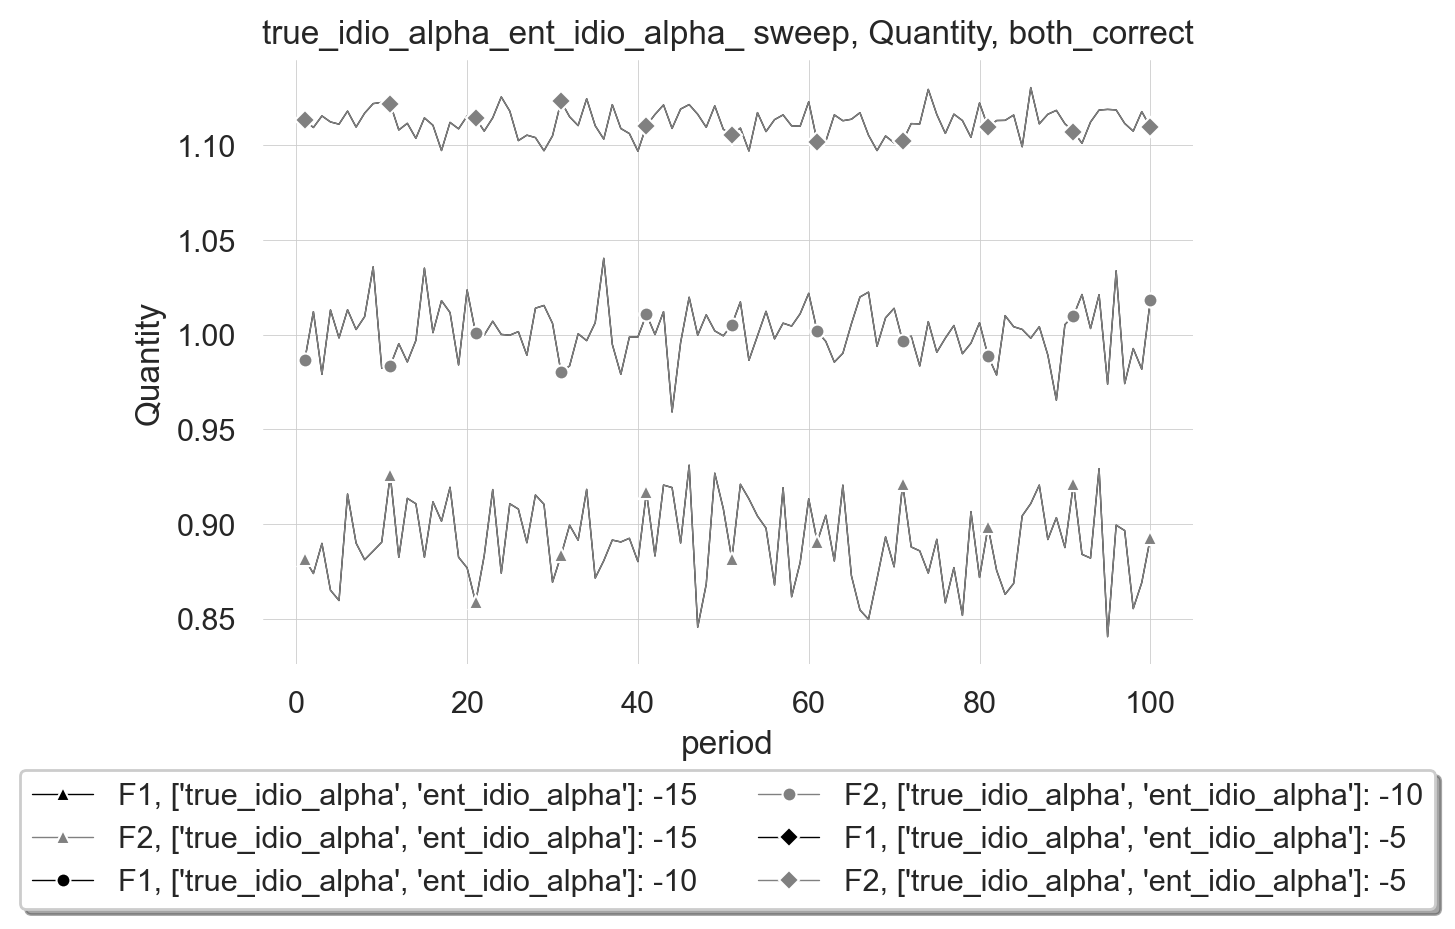 true_idio_alpha_ent_idio_alpha_ sweep, Quantity, both_correct
1.10
1.05
1.00
0.95
0.90
0.85
Quantity
0 20 40 60 80 100
period
F1, ['true_idio_alpha', 'ent_idio_alpha']: -15
F2, ['true_idio_alpha', 'ent_idio_alpha']: -15
F1, ['true_idio_alpha', 'ent_idio_alpha']: -10
F2, ['true_idio_alpha', 'ent_idio_alpha']: -10
F1, ['true_idio_alpha', 'ent_idio_alpha']: -5
F2, ['true_idio_alpha', 'ent_idio_alpha']: -5